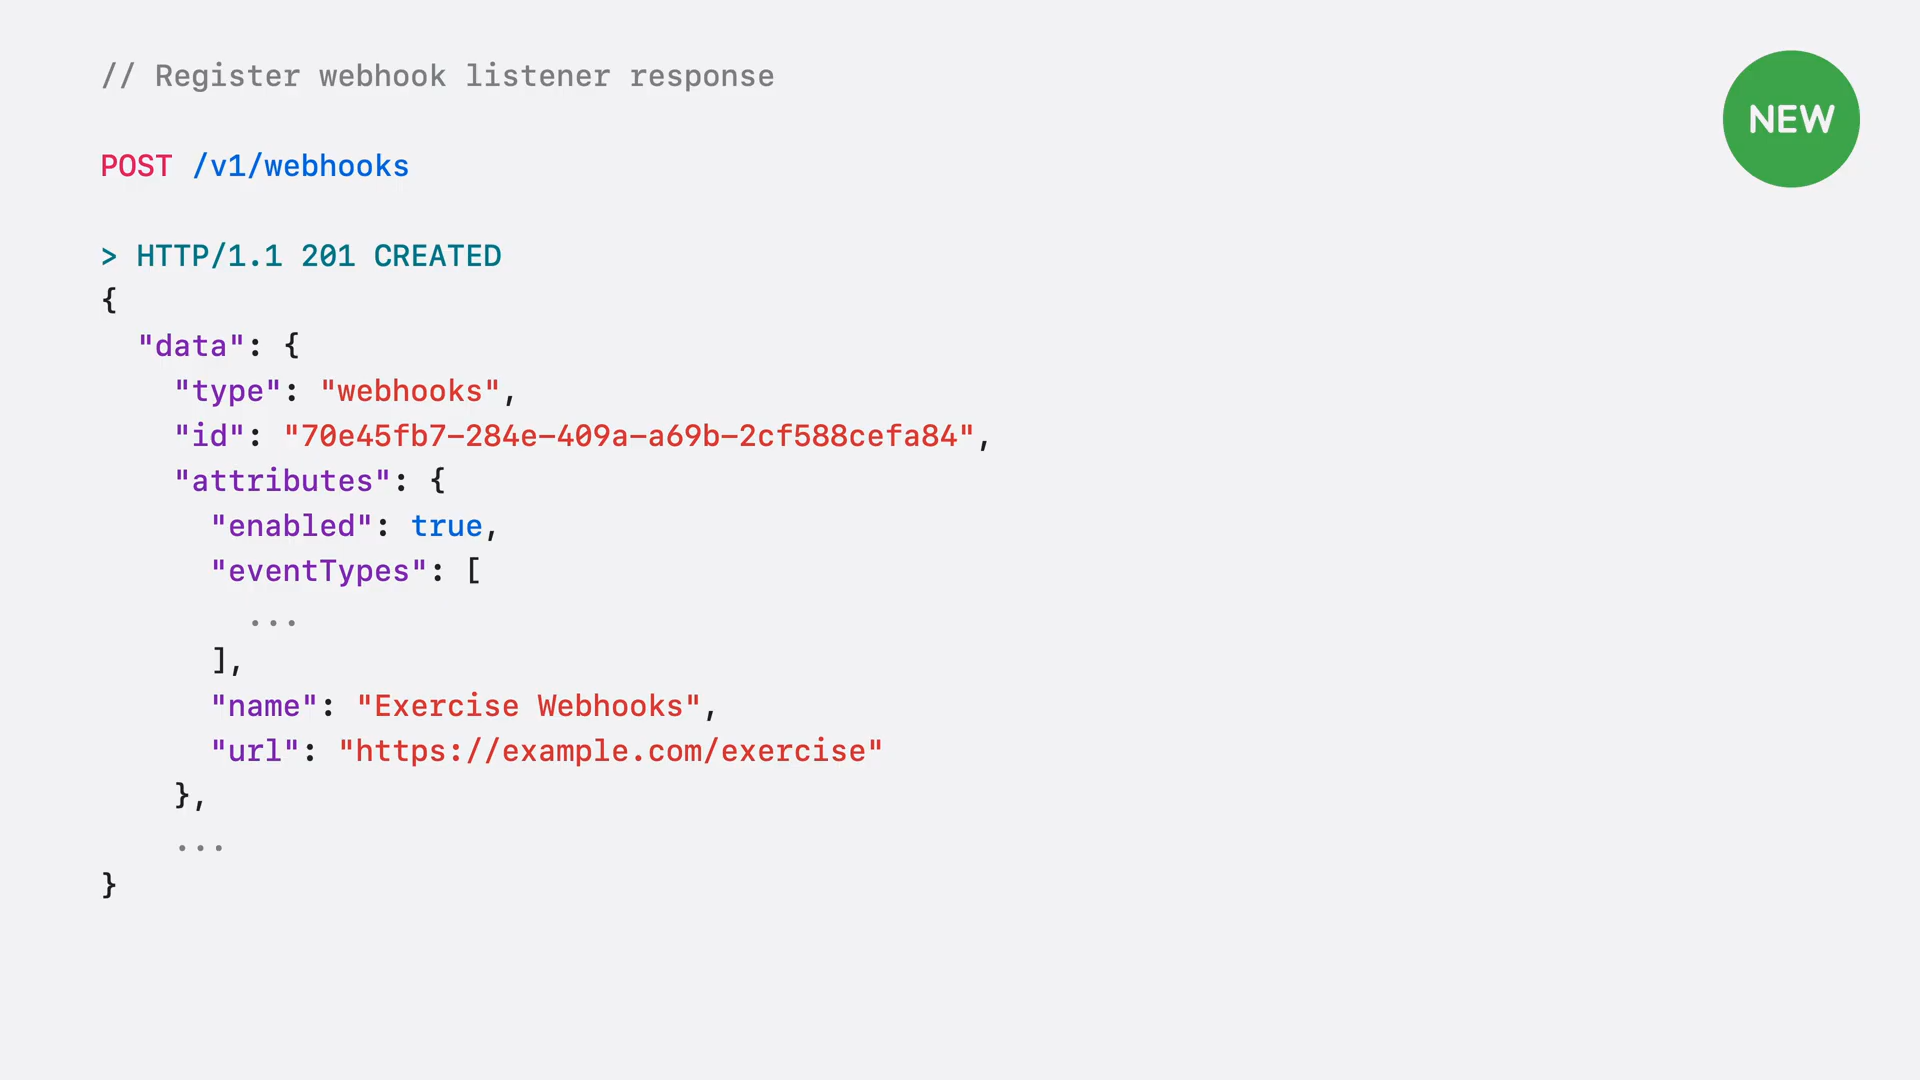 // Register webhook listener response
NEW
POST /v1/webhooks
> HTTP/1.1 201 CREATED
{
  "data": {
    "type": "webhooks",
    "id": "70e45fb7-284e-409a-a69b-2cf588cefa84",
    "attributes": {
      "enabled": true,
      "eventTypes": [
        ...
      ],
      "name": "Exercise Webhooks",
      "url": "https://example.com/exercise"
    },
    ...
}